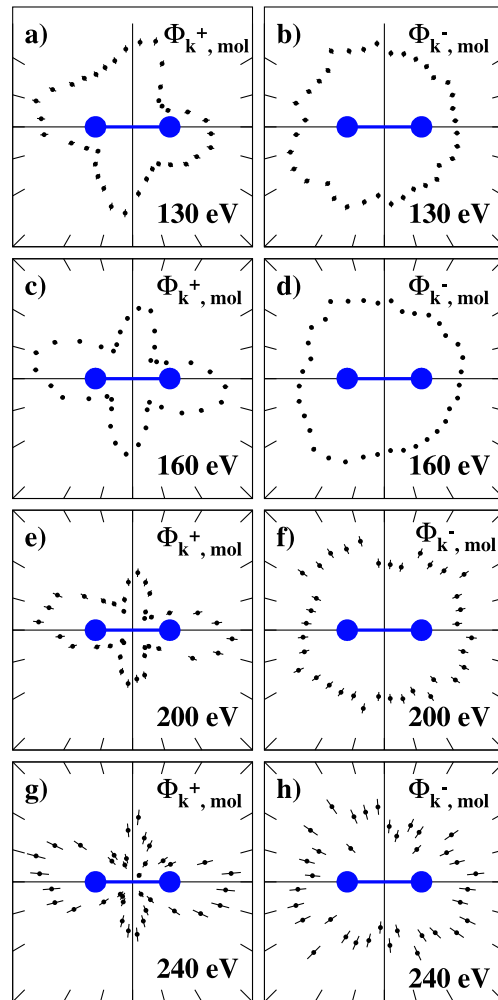 a) Φk+, mol
130 eV
b) Φk-, mol
130 eV
c) Φk+, mol
160 eV
d) Φk-, mol
160 eV
e) Φk+, mol
200 eV
f) Φk-, mol
200 eV
g) Φk+, mol
240 eV
h) Φk-, mol
240 eV